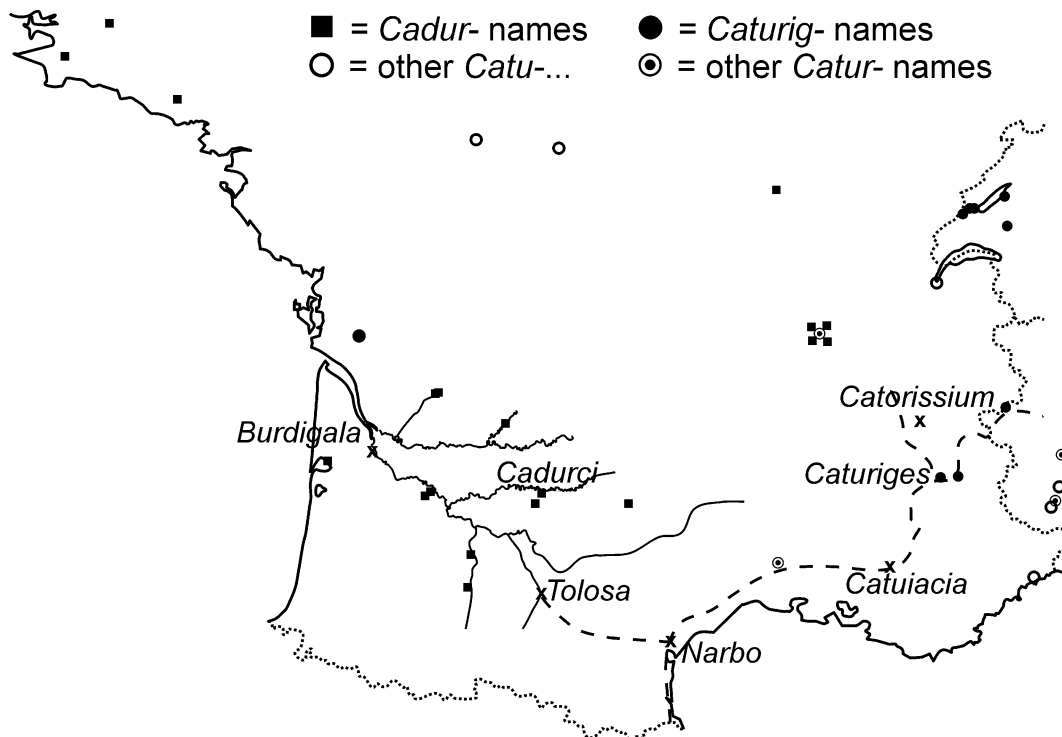 = Cadur- names
= Caturig- names
= other Catu-...
= other Catur- names
Catorissium
Burdigala
Cadurci
Caturiges
Catuiacia
Tolosa
Narbo